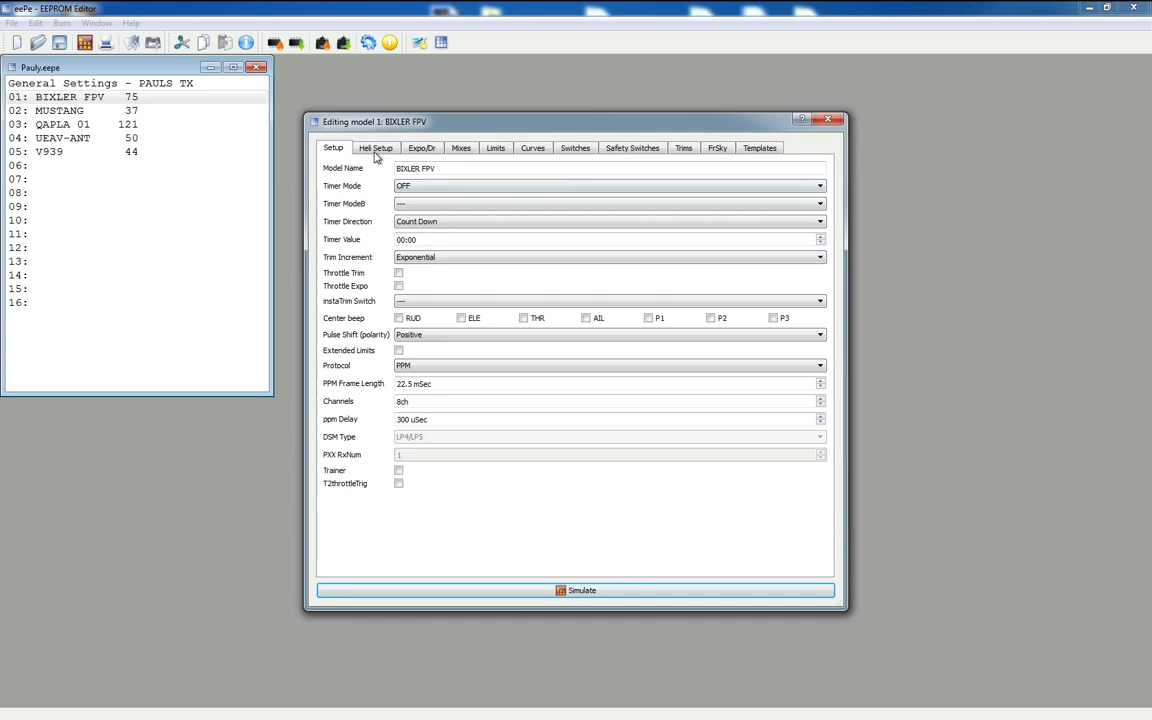 eePe - EEPROM Editor
File Edit Burn Window Help
Pauly.eepe
General Settings - PAULS TX
01: BIXLER FPV 75
02: MUSTANG 37
03: QAPLA 01 121
04: UEAV-ANT 50
05: V939 44
06:
07:
08:
09:
10:
11:
12:
13:
14:
15:
16:
Editing model 1: BIXLER FPV
Setup Heli Setup Expo/Dr Mixes Limits Curves Switches Safety Switches Trims FrSky Templates
Model Name BIXLER FPV
Timer Mode OFF
Timer ModeB ---
Timer Direction Count Down
Timer Value 00:00
Trim Increment Exponential
Throttle Trim
Throttle Expo
instaTrim Switch ---
Center beep RUD ELE THR AIL P1 P2 P3
Pulse Shift (polarity) Positive
Extended Limits
Protocol PPM
PPM Frame Length 22.5 mSec
Channels 8ch
ppm Delay 300 uSec
DSM Type LP4/LP5
PXX RxNum 1
Trainer
T2throttleTrig
Simulate